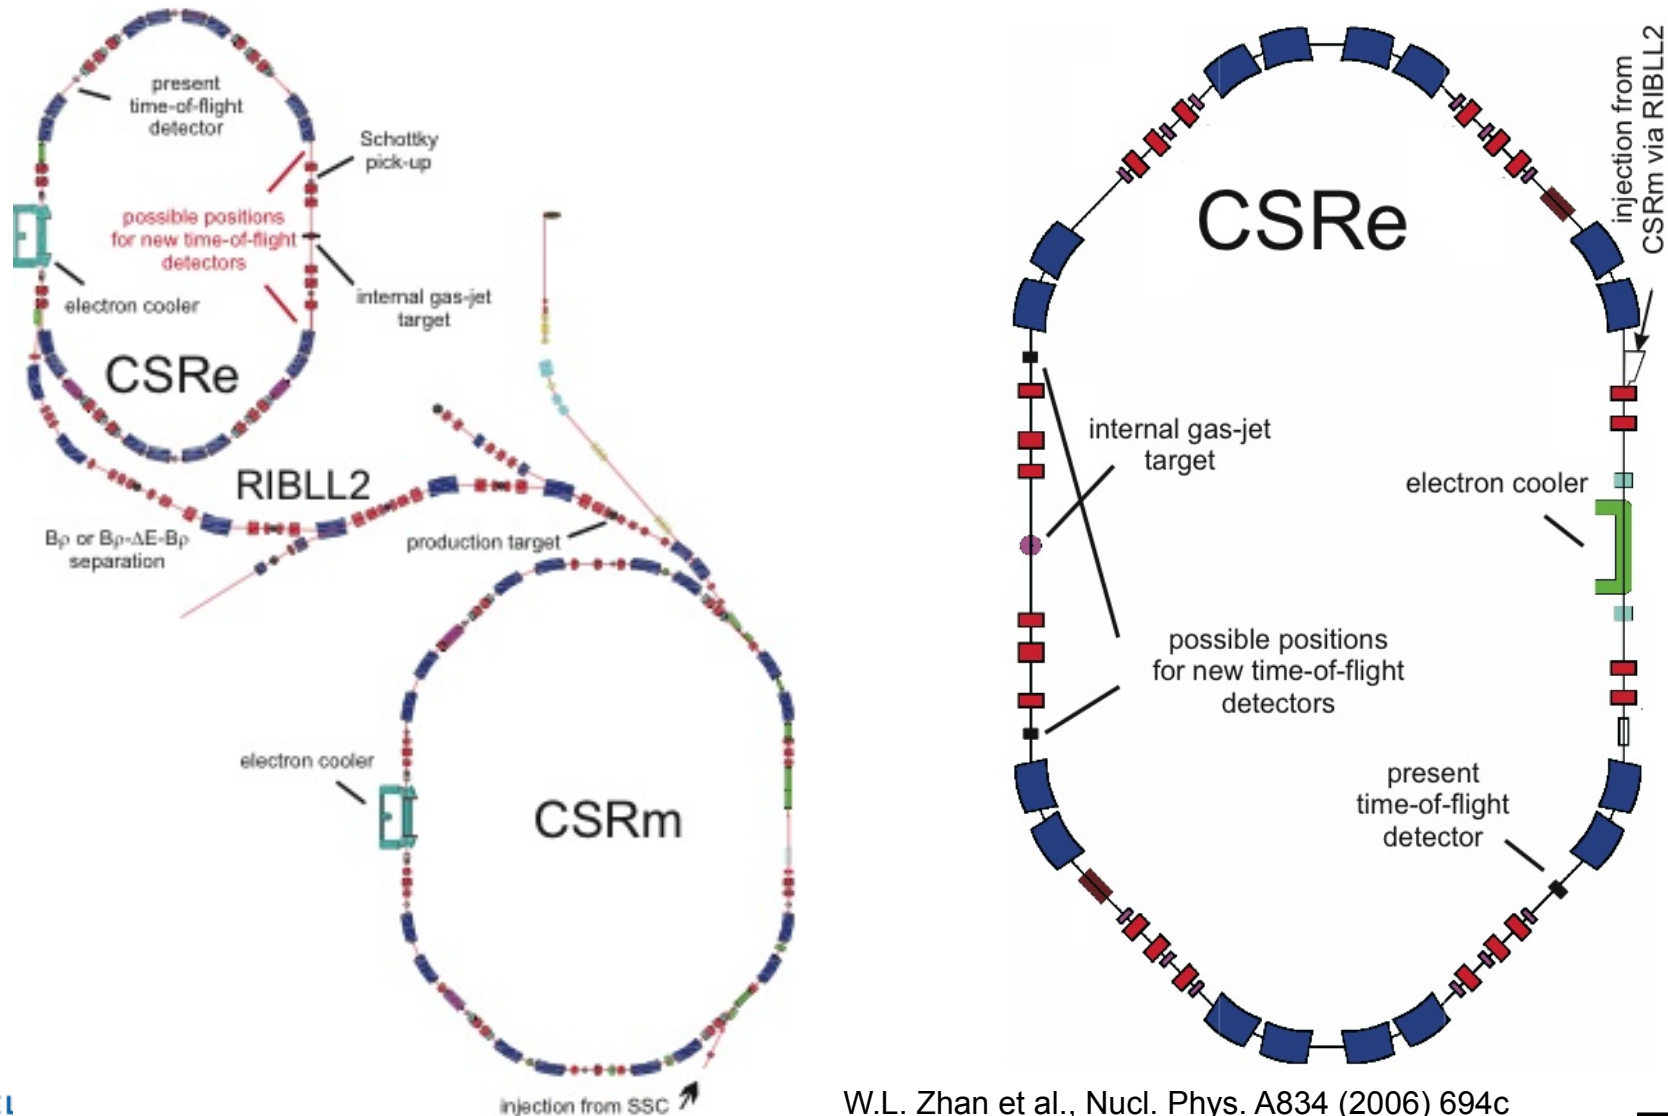 present
time-of-flight
detector
Schottky
pick-up
possible positions
for new time-of-flight
detectors
electron cooler
internal gas-jet
target
CSRe
RIBLL2
Bρ or Bρ-ΔE-Bρ
separation
production target
electron cooler
CSRm
injection from SSC
injection from
CSRm via RIBLL2
CSRe
internal gas-jet
target
electron cooler
possible positions
for new time-of-flight
detectors
present
time-of-flight
detector
W.L. Zhan et al., Nucl. Phys. A834 (2006) 694c